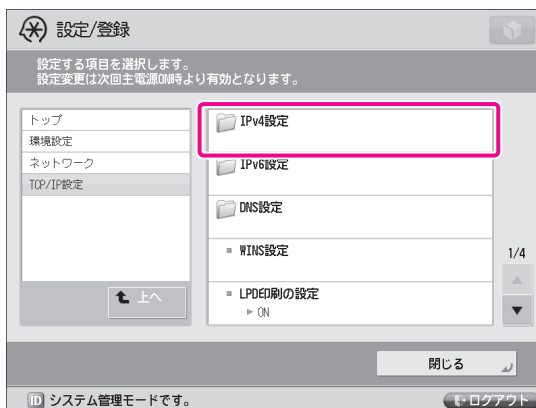 設定/登録
設定する項目を選択します。
設定変更は次回主電源ON時より有効となります。
トップ
環境設定
ネットワーク
TCP/IP設定
上へ
IPv4設定
IPv6設定
DNS設定
WINS設定
LPD印刷の設定
► ON
1/4
閉じる
ID システム管理モードです。
ログアウト